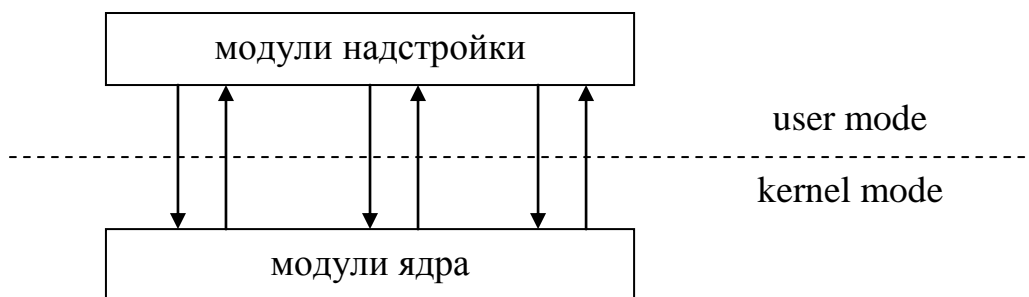 модули надстройки
user mode
kernel mode
модули ядра